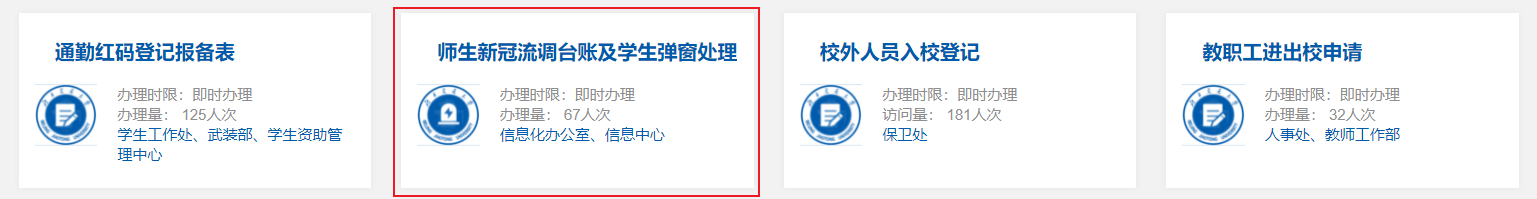 通勤红码登记报备表
办理时限：即时办理
办理量： 125人次
学生工作处、武装部、学生资助管
理中心
师生新冠流调台账及学生弹窗处理
办理时限：即时办理
办理量： 67人次
信息化办公室、信息中心
校外人员入校登记
办理时限：即时办理
访问量： 181人次
保卫处
教职工进出校申请
办理时限：即时办理
办理量： 32人次
人事处、教师工作部